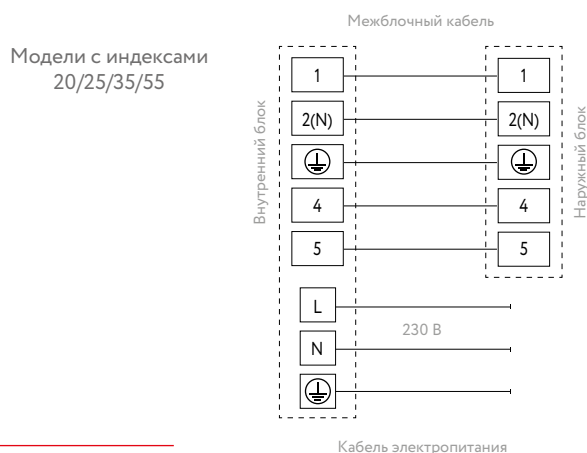 Межблочный кабель
Модели с индексами
20/25/35/55
Внутренний блок
Наружный блок
1 1
2(N) 2(N)
4 4
5 5
L
230 В
N
Кабель электропитания